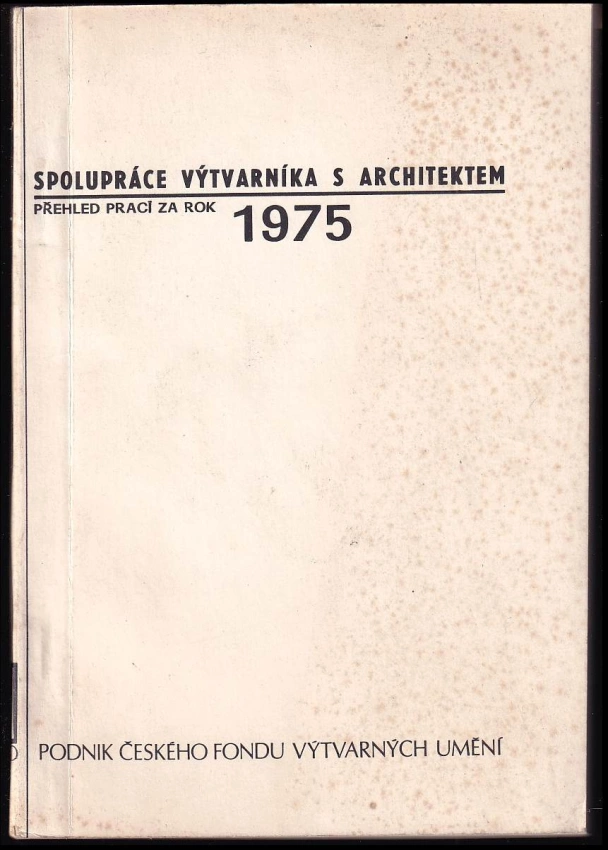 SPOLUPRÁCE VÝTVARNÍKA S ARCHITEKTEM
PŘEHLED PRACÍ ZA ROK 1975
PODNIK ČESKÉHO FONDU VÝTVARNÝCH UMĚNÍ